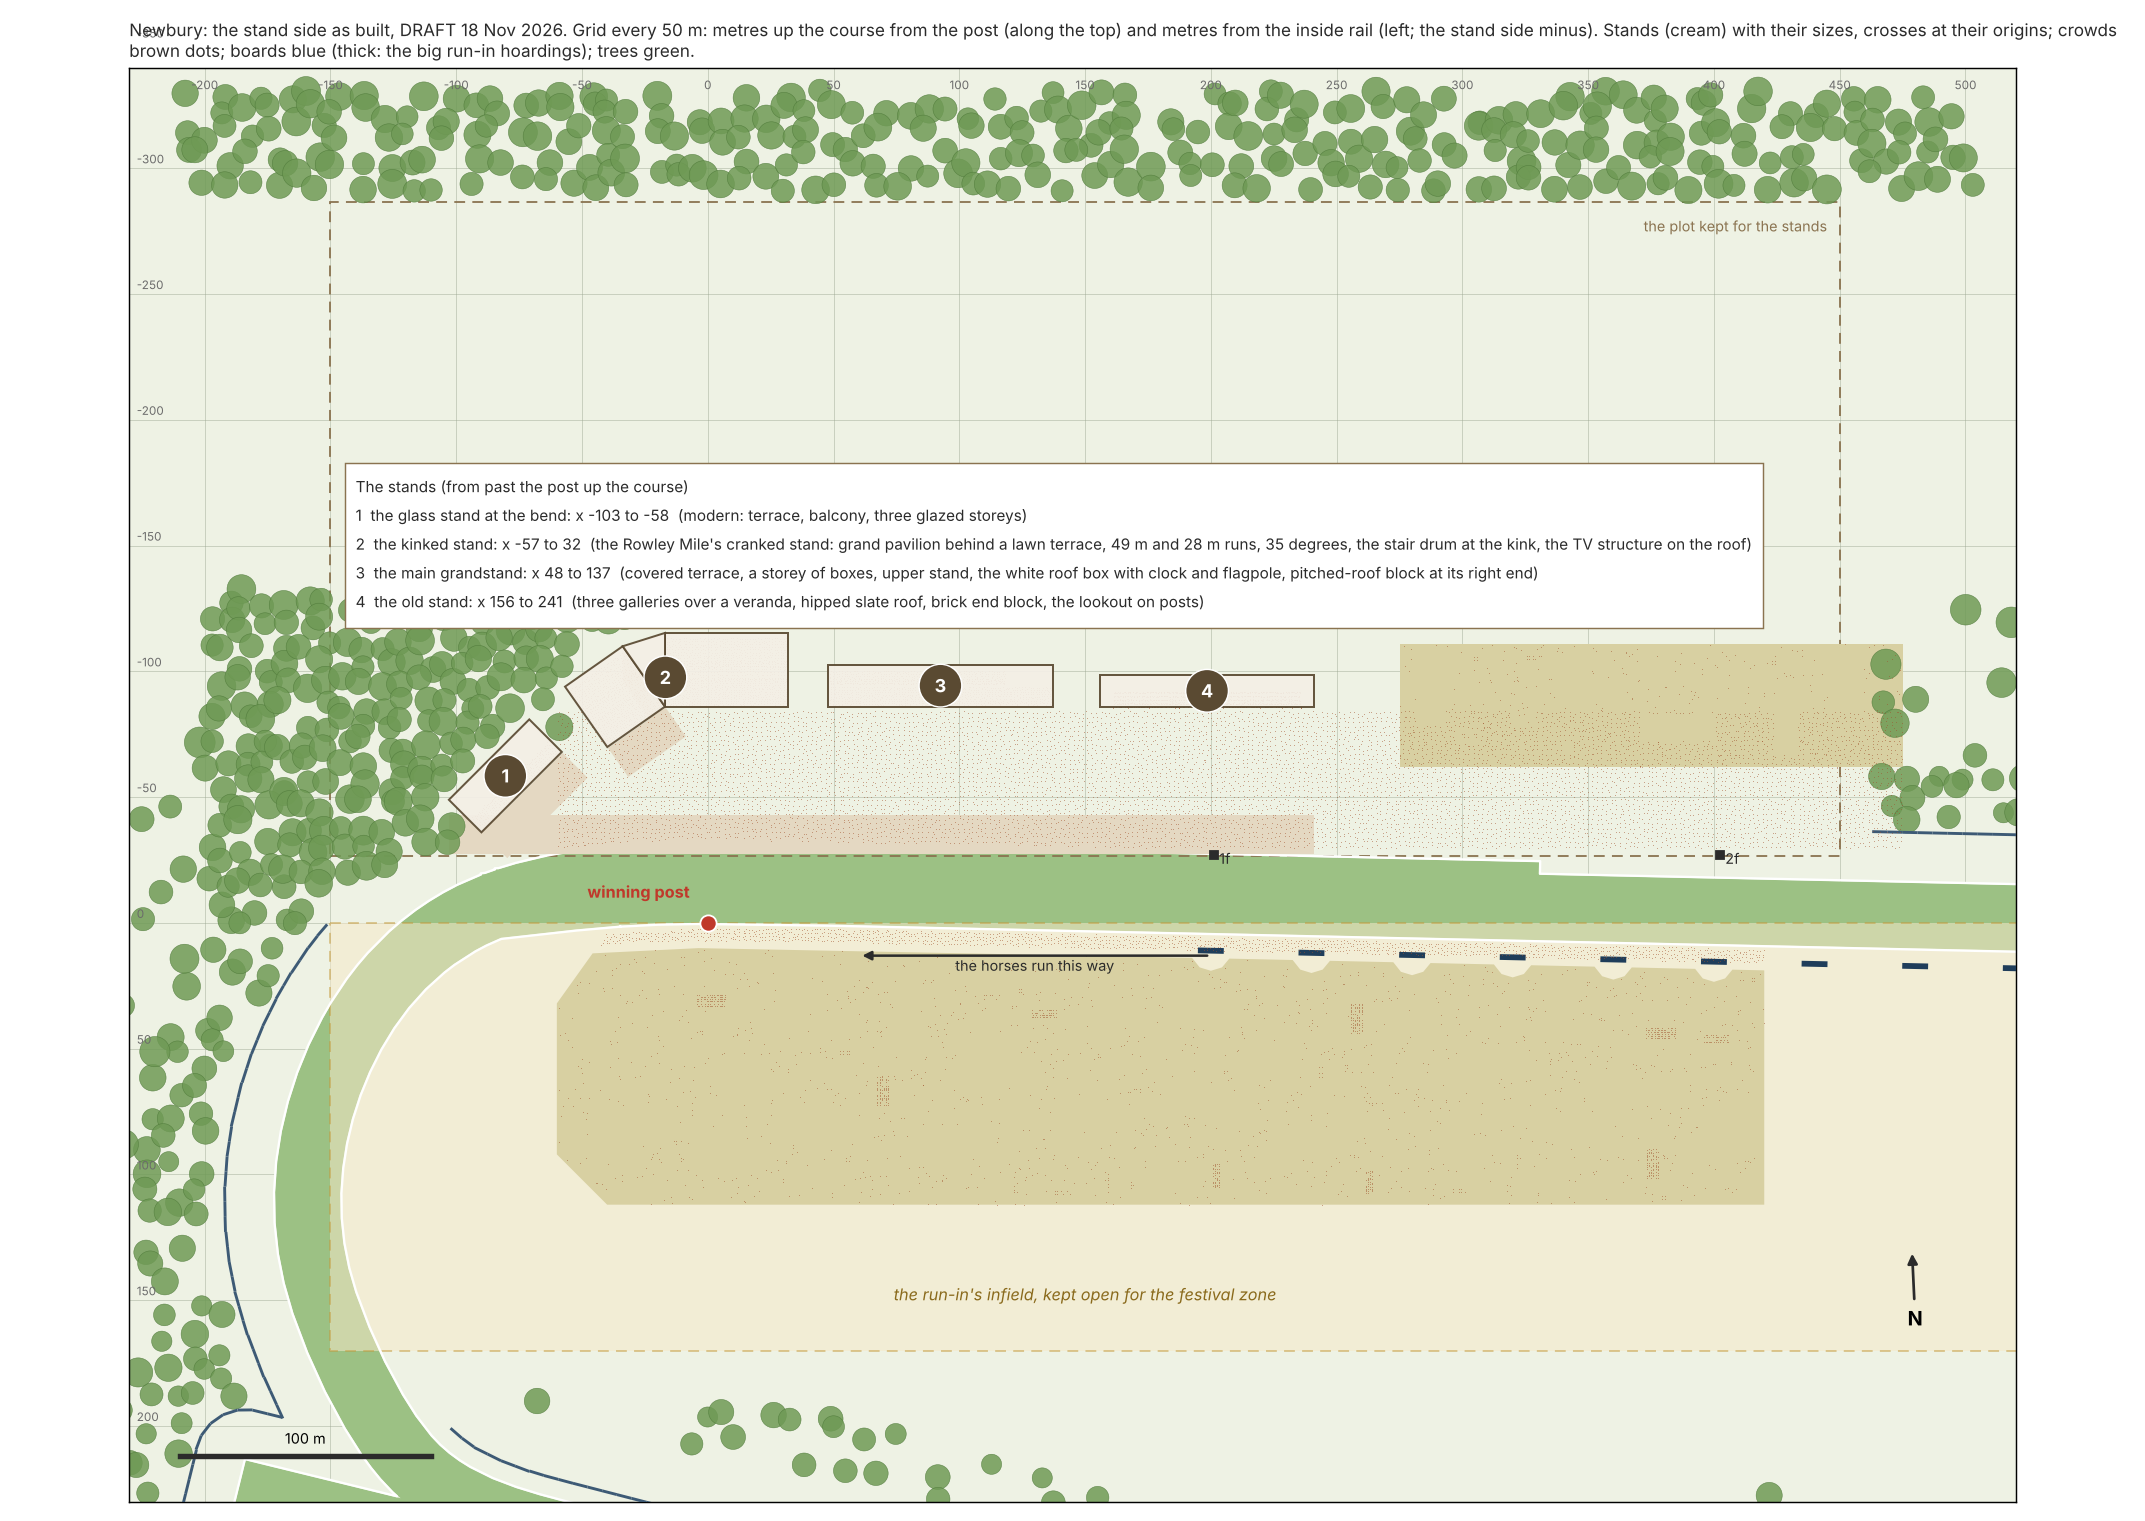 Newbury: the stand side as built, DRAFT 18 Nov 2026. Grid every 50 m: metres up the course from the post (along the top) and metres from the inside rail (left; the stand side minus). Stands (cream) with their sizes, crosses at their origins; crowds
brown dots; boards blue (thick: the big run-in hoardings); trees green.
-200 -150 -100 -50 0 50 100 150 200 250 300 350 400 450 500
-300
the plot kept for the stands
-250
-200
The stands (from past the post up the course)
1 the glass stand at the bend: x -103 to -58 (modern: terrace, balcony, three glazed storeys)
-150
2 the kinked stand: x -57 to 32 (the Rowley Mile's cranked stand: grand pavilion behind a lawn terrace, 49 m and 28 m runs, 35 degrees, the stair drum at the kink, the TV structure on the roof)
3 the main grandstand: x 48 to 137 (covered terrace, a storey of boxes, upper stand, the white roof box with clock and flagpole, pitched-roof block at its right end)
4 the old stand: x 156 to 241 (three galleries over a veranda, hipped slate roof, brick end block, the lookout on posts)
-100
2
3
4
1
-50
1f
2f
winning post
0
the horses run this way
50
100
150
the run-in's infield, kept open for the festival zone
N
200
100 m